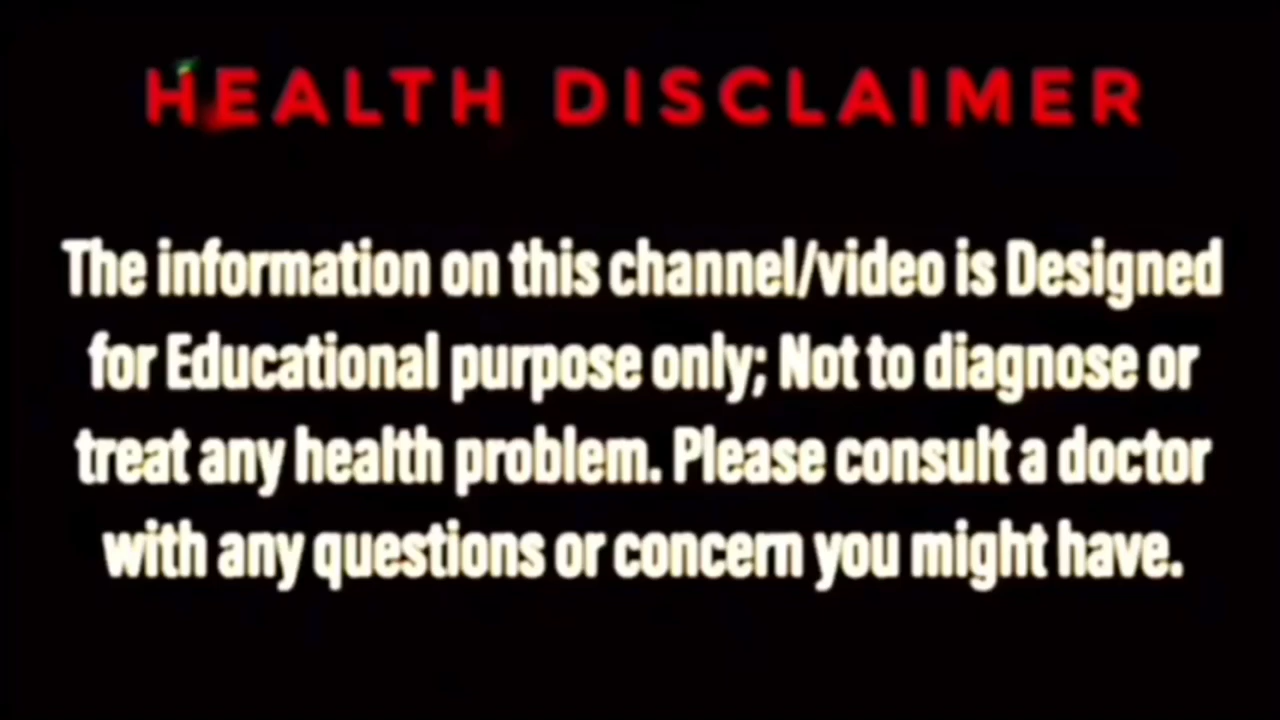 HEALTH DISCLAIMER
The information on this channel/video is Designed
for Educational purpose only; Not to diagnose or
treat any health problem. Please consult a doctor
with any questions or concern you might have.